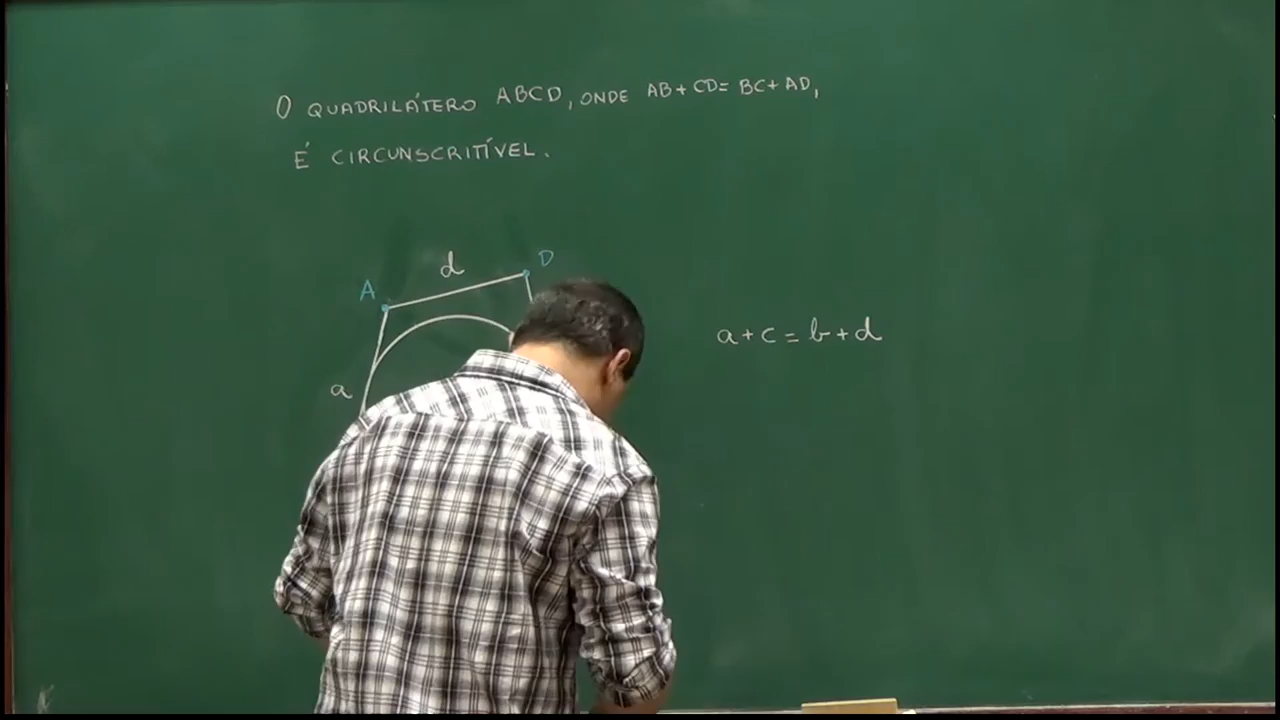 O QUADRILÁTERO ABCD, ONDE AB+CD=BC+AD,
É CIRCUNSCRITÍVEL.
d
D
A
a+c=b+d
a